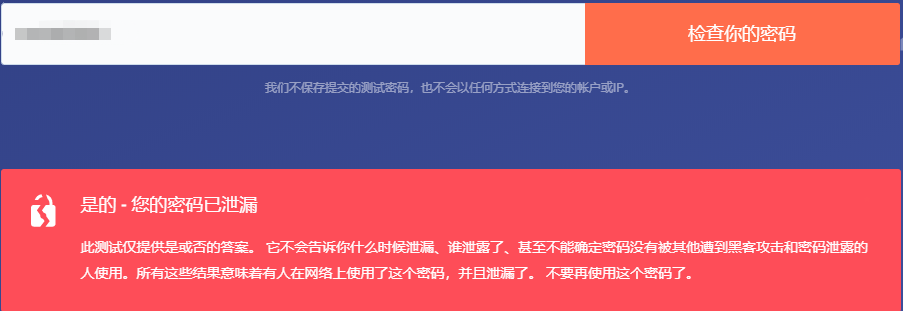 检查你的密码
我们不保存提交的测试密码，也不会以任何方式连接到您的帐户或IP。
是的 - 您的密码已泄漏
此测试仅提供是或否的答案。 它不会告诉你什么时候泄漏、谁泄露了、甚至不能确定密码没有被其他遭到黑客攻击和密码泄露的
人使用。所有这些结果意味着有人在网络上使用了这个密码，并且泄漏了。 不要再使用这个密码了。